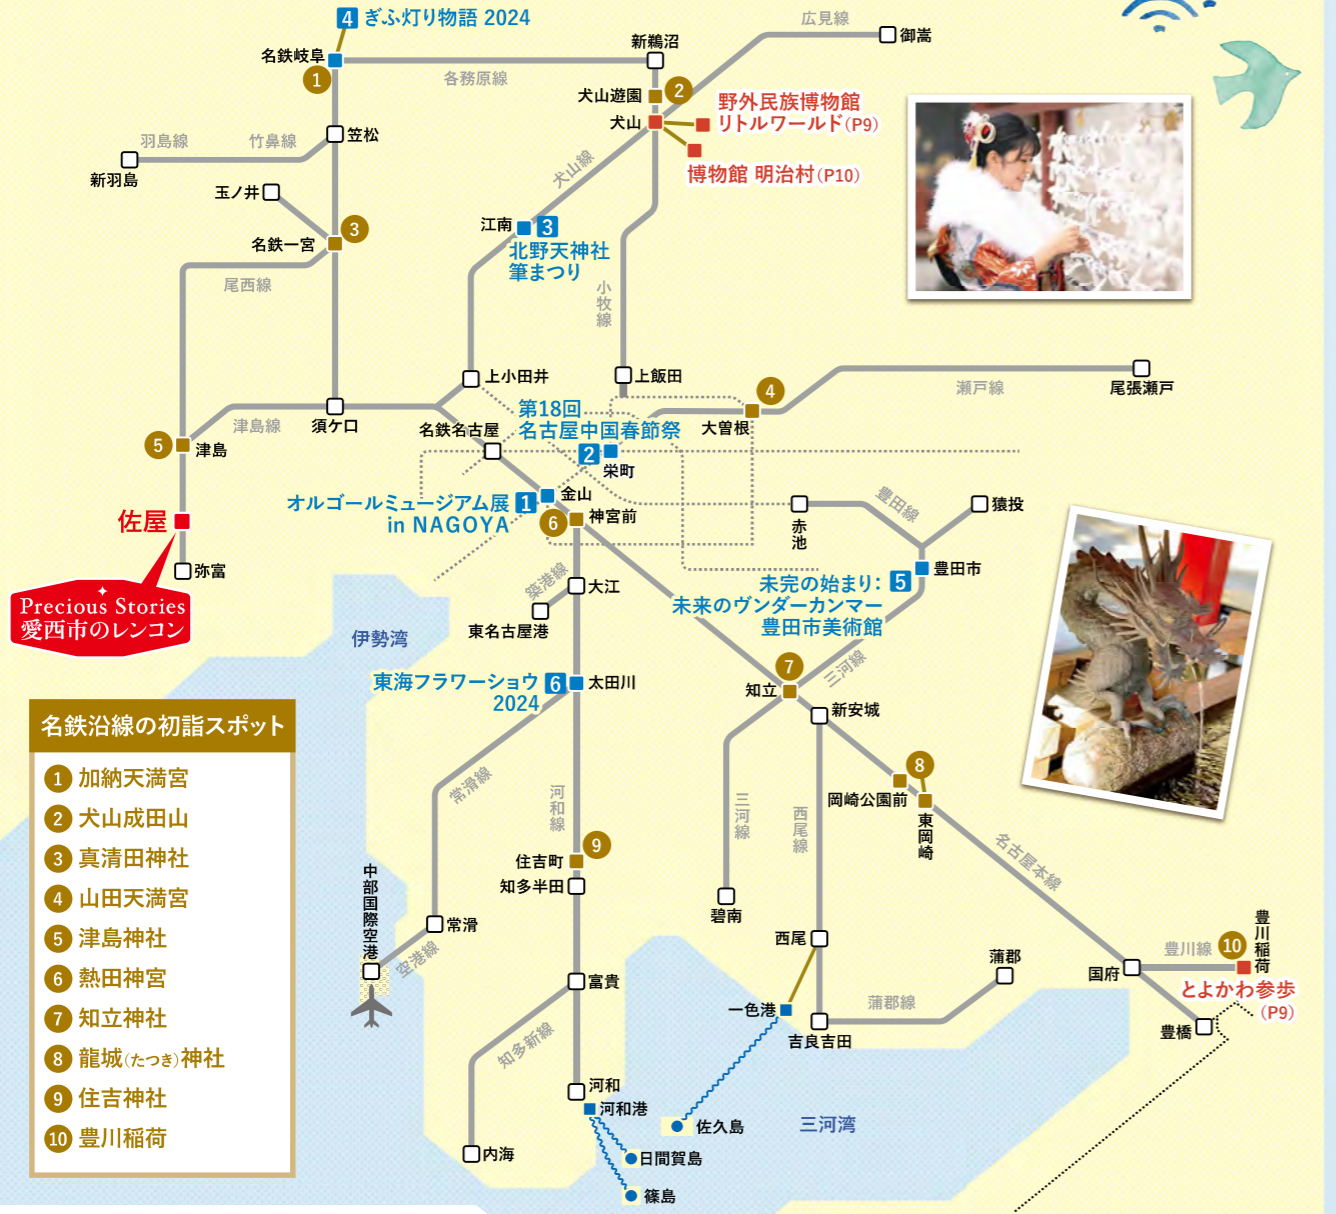 4 ぎふ灯り物語 2024
広見線
御嵩
新鵜沼
名鉄岐阜
各務原線
1
犬山遊園
2
犬山
野外民族博物館
リトルワールド(P9)
博物館 明治村(P10)
羽島線
竹鼻線
笠松
新羽島
玉ノ井
犬山線
名鉄一宮
3
江南
3
北野天神社
筆まつり
尾西線
小牧線
上小田井
上飯田
瀬戸線
尾張瀬戸
津島線
須ケ口
名鉄名古屋
第18回
名古屋中国春節祭
2
栄町
4
大曽根
5
津島
オルゴールミュージアム展
in NAGOYA
1
金山
6
神宮前
赤池
豊田線
猿投
佐屋
弥富
Precious Stories
愛西市のレンコン
築港線
大江
東名古屋港
未完の始まり:
未来のヴンダーカンマー
豊田市美術館
5
豊田市
伊勢湾
東海フラワーショウ
2024
6
太田川
7
知立
三河線
新安城
名鉄沿線の初詣スポット
1 加納天満宮
2 犬山成田山
3 真清田神社
4 山田天満宮
5 津島神社
6 熱田神宮
7 知立神社
8 龍城(たつき)神社
9 住吉神社
10 豊川稲荷
常滑線
河和線
三河線
西尾線
8
岡崎公園前
東岡崎
名古屋本線
9
住吉町
知多半田
中部国際空港
常滑
空港線
碧南
西尾
蒲郡
国府
豊川線
10
豊川稲荷
とよかわ参歩
(P9)
豊橋
富貴
知多新線
一色港
吉良吉田
蒲郡線
河和
河和港
内海
佐久島
三河湾
日間賀島
篠島